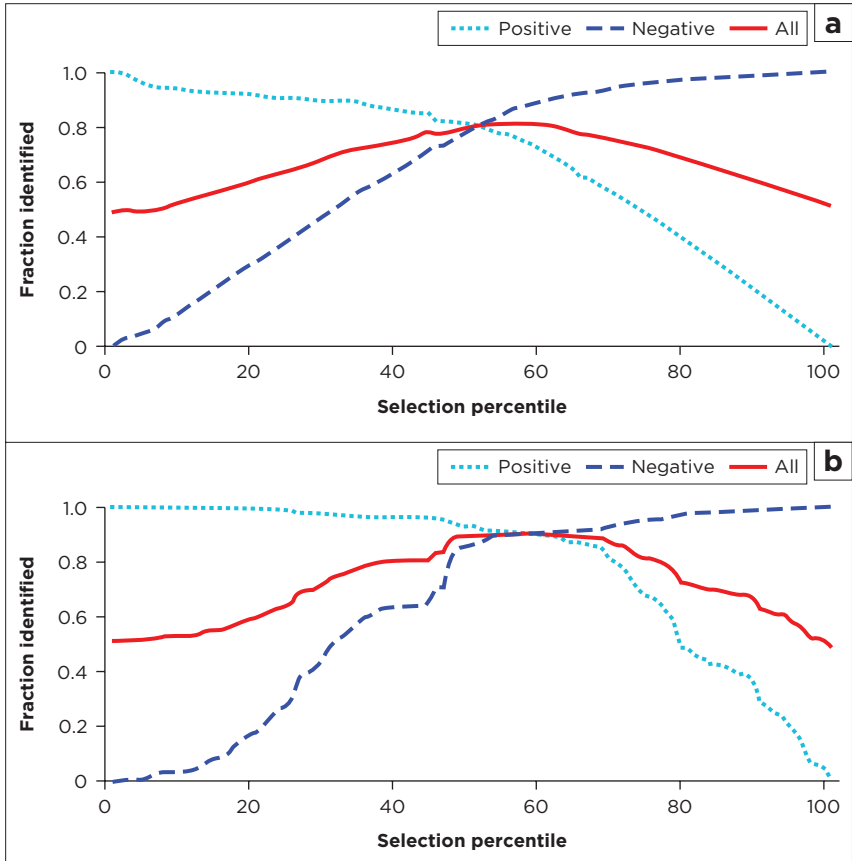 Positive Negative All a
1.0
0.8
0.6
0.4
0.2
0
Fraction identified
0 20 40 60 80 100
Selection percentile
Positive Negative All b
1.0
0.8
0.6
0.4
0.2
0
Fraction identified
0 20 40 60 80 100
Selection percentile